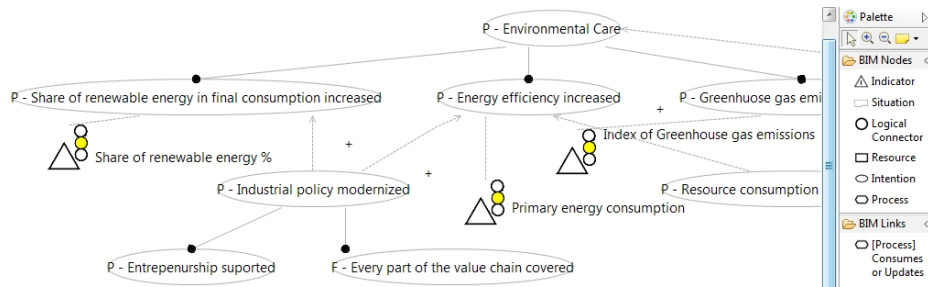 P - Environmental Care
P - Share of renewable energy in final consumption increased
P - Energy efficiency increased
P - Greenhuose gas emi
+
Index of Greenhouse gas emissions
Share of renewable energy %
+
+
P - Industrial policy modernized
P - Resource consumption
Primary energy consumption
P - Entrepenurship suported
F - Every part of the value chain covered
Palette
BIM Nodes
Indicator
Situation
Logical
Connector
Resource
Intention
Process
BIM Links
[Process]
Consumes
or Updates